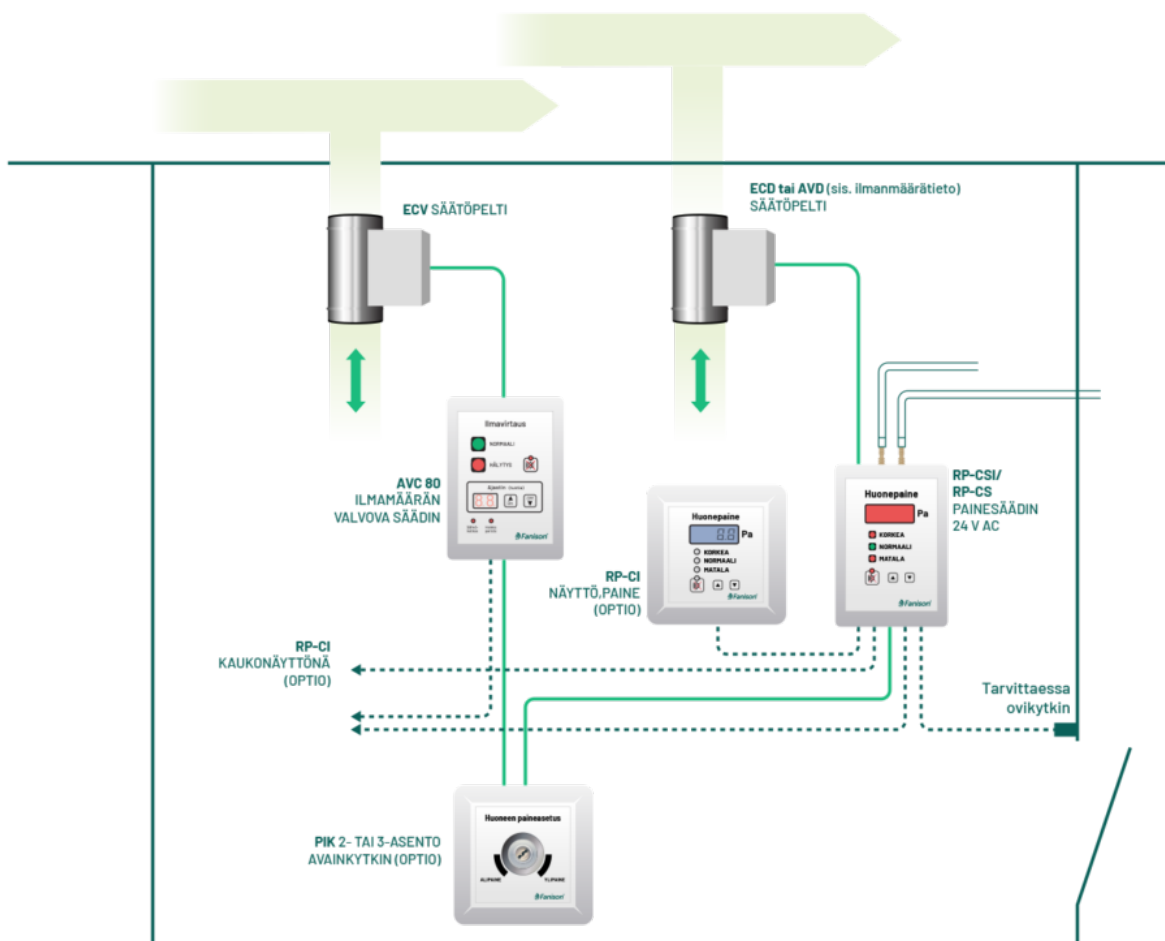 ECV SÄÄTÖPELTI
ECD tai AVD (sis. ilmanmäärätieto)
SÄÄTÖPELTI
Ilmavirtaus
NORMAALI
HÄLYTYS
AVC 80
ILMAMÄÄRÄN
VALVOVA SÄÄDIN
Fanison
Huonepaine
Pa
KORKEA
NORMAALI
MATALA
Fanison
RP-CI
NÄYTTÖ,PAINE
(OPTIO)
Huonepaine
Pa
KORKEA
NORMAALI
MATALA
Fanison
RP-CSI/
RP-CS
PAINESÄÄDIN
24 V AC
RP-CI
KAUKONÄYTTÖNÄ
(OPTIO)
Tarvittaessa
ovikytkin
PIK 2- TAI 3-ASENTO
AVAINKYTKIN (OPTIO)
Huoneen paineasetus
ALIPAINE
YLIPAINE
Fanison